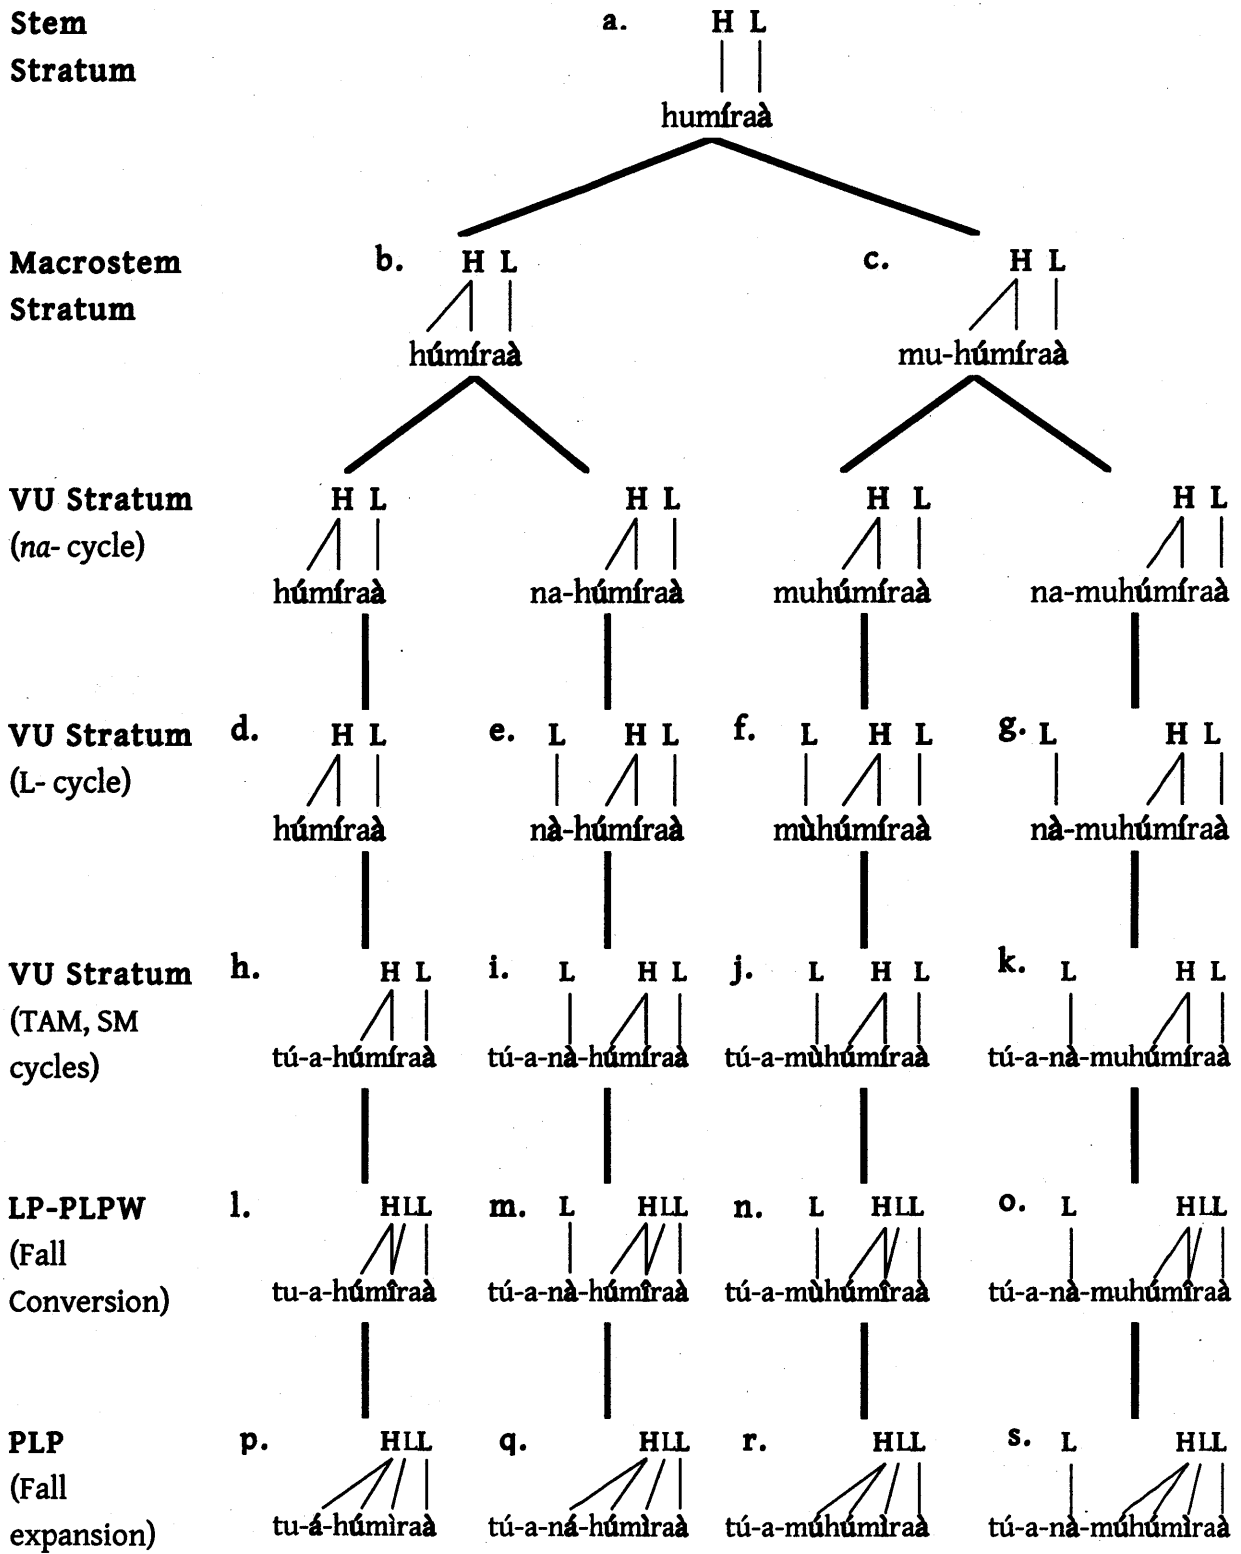 Stem a. H L
Stratum
humíraà
Macrostem b. H L c. H L
Stratum
húmíraà mu-húmíraà
VU Stratum H L H L H L H L
(na- cycle)
húmíraà na-húmíraà muhúmíraà na-muhúmíraà
VU Stratum d. H L e. L H L f. L H L g. L H L
(L- cycle)
húmíraà nà-húmíraà mùhúmíraà nà-muhúmíraà
VU Stratum h. H L i. L H L j. L H L k. L H L
(TAM, SM
cycles) tú-a-húmíraà tú-a-nà-húmíraà tú-a-mùhúmíraà tú-a-nà-muhúmíraà
LP-PLPW l. HLL m. L HLL n. L HLL o. L HLL
(Fall
Conversion) tu-a-húmîraà tú-a-nà-húmîraà tú-a-mùhúmîraà tú-a-nà-muhúmîraà
PLP p. HLL q. HLL r. HLL s. L HLL
(Fall
expansion) tu-á-húmìraà tú-a-ná-húmìraà tú-a-múhúmìraà tú-a-nà-múhúmìraà